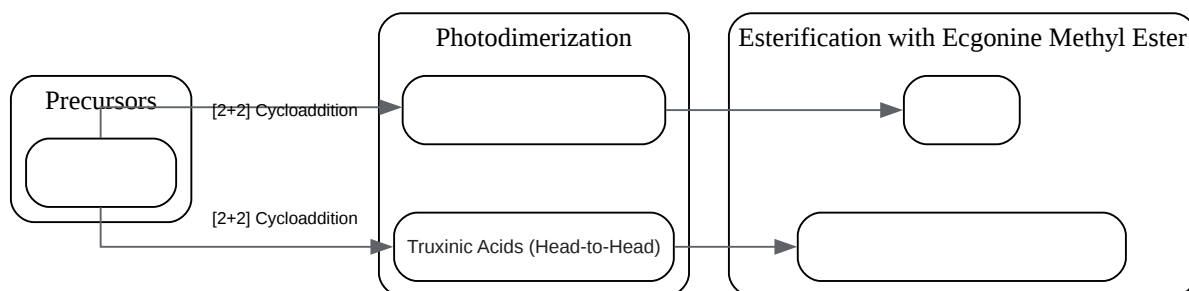 Photodimerization
Esterification with Ecgonine Methyl Ester
Precursors
[2+2] Cycloaddition
[2+2] Cycloaddition
Truxinic Acids (Head-to-Head)